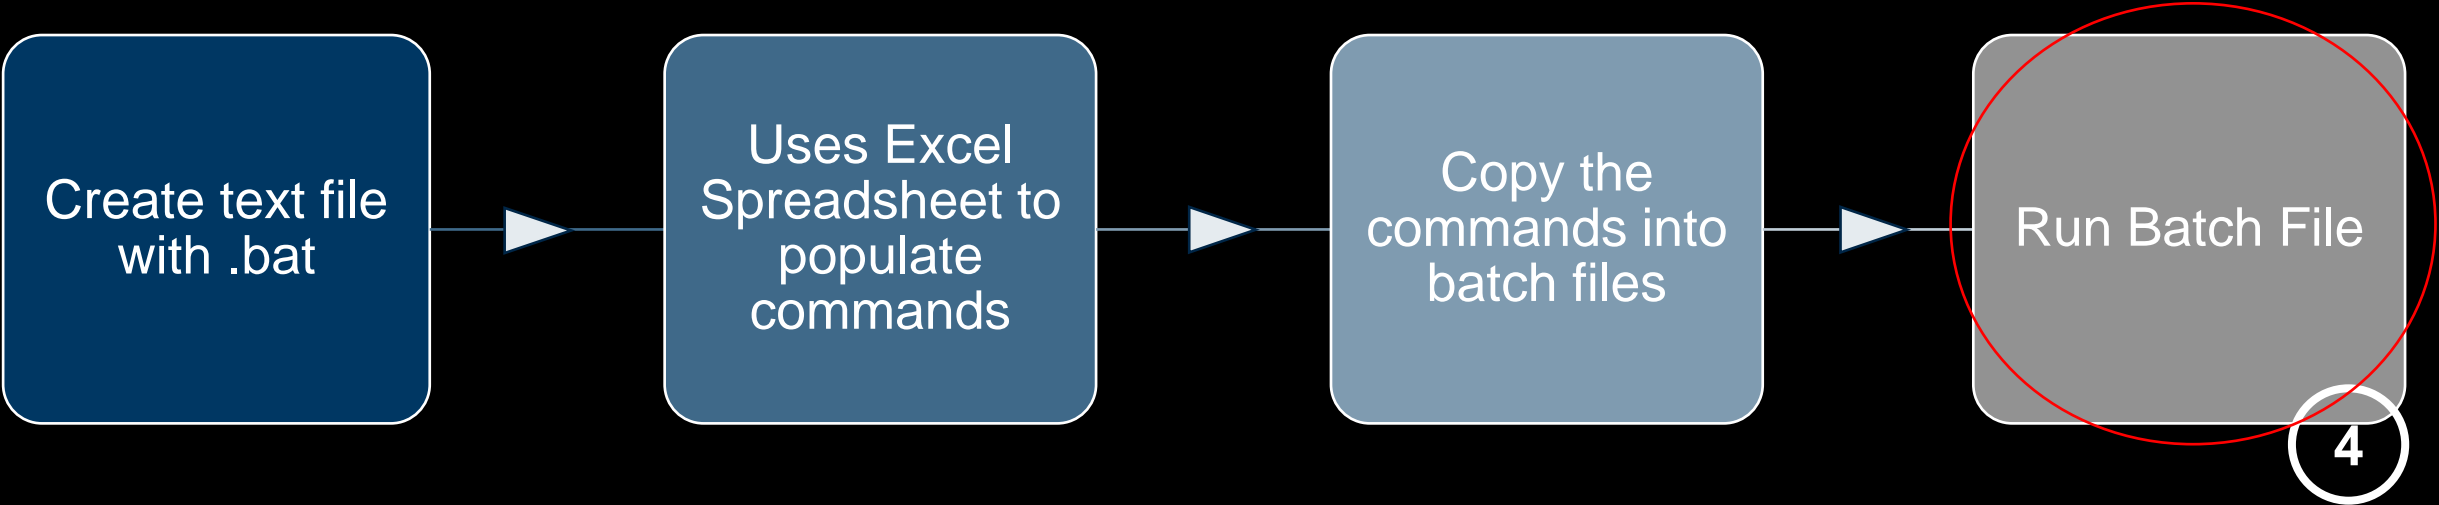 Create text file
with .bat
Uses Excel
Spreadsheet to
populate
commands
Copy the
commands into
batch files
Run Batch File
4